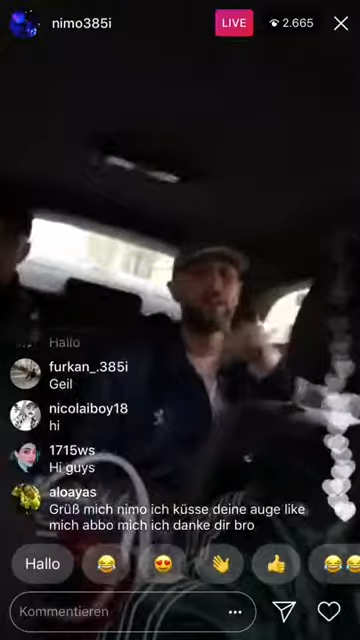 nimo385i
LIVE
2.665
Hallo
furkan_.385i
Geil
nicolaiboy18
hi
1715ws
Hi guys
aloayas
Grüß mich nimo ich küsse deine auge like
mich abbo mich ich danke dir bro
Hallo
Kommentieren